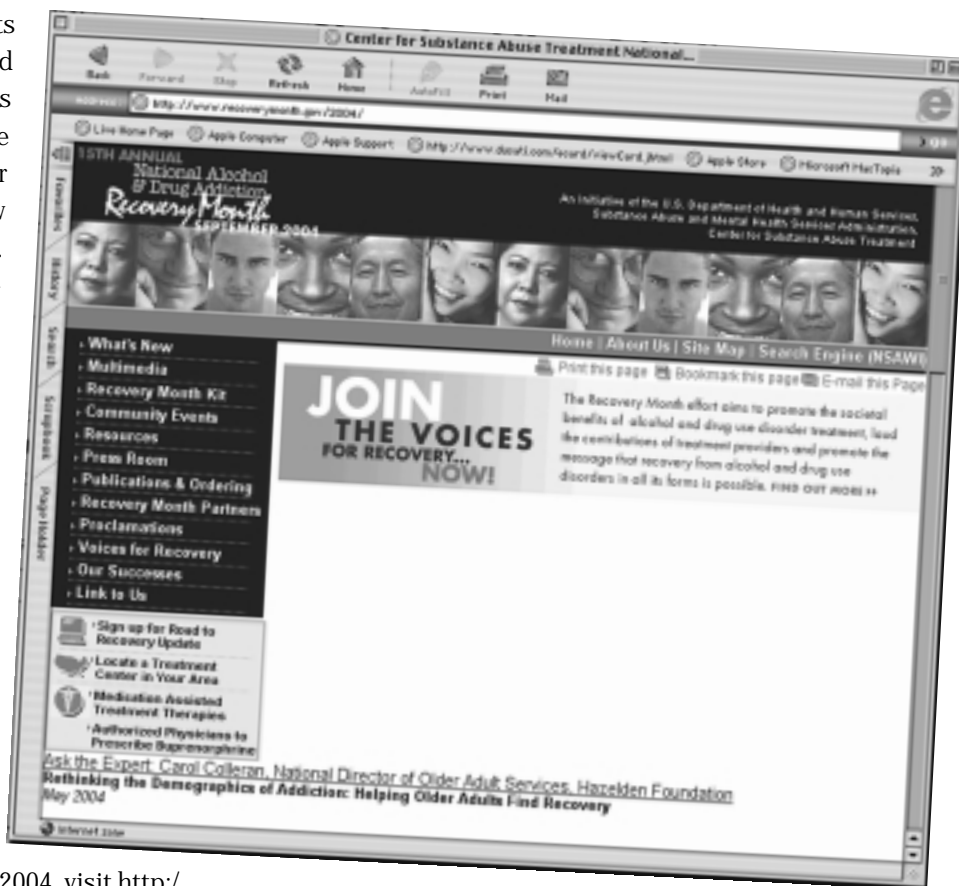 ts
d
s
e
r
y
Center for Substance Abuse Treatment National...
Back Forward Stop Refresh Home AutoFill Print Mail
http://www.recoverymonth.gov/2004/
Live Home Page Apple Computer Apple Support http://www.ducati.com/ecard/viewCard.jhtml Apple Store Microsoft MacTopia
Favorites
History
Search
Scrapbook
Page Holder
15TH ANNUAL
National Alcohol
& Drug Addiction
Recovery Month
SEPTEMBER 2004
An Initiative of the U.S. Department of Health and Human Services,
Substance Abuse and Mental Health Services Administration,
Center for Substance Abuse Treatment
Home | About Us | Site Map | Search Engine (NSAWI)
Print this page Bookmark this page E-mail this Page
What's New
Multimedia
Recovery Month Kit
Community Events
Resources
Press Room
Publications & Ordering
Recovery Month Partners
Proclamations
Voices for Recovery
Our Successes
Link to Us
JOIN
THE VOICES
FOR RECOVERY...
NOW!
The Recovery Month effort aims to promote the societal
benefits of alcohol and drug use disorder treatment, laud
the contributions of treatment providers and promote the
message that recovery from alcohol and drug use
disorders in all its forms is possible. FIND OUT MORE
Sign up for Road to
Recovery Update
Locate a Treatment
Center in Your Area
Medication Assisted
Treatment Therapies
Authorized Physicians to
Prescribe Buprenorphrine
Ask the Expert: Carol Colleran, National Director of Older Adult Services, Hazelden Foundation
Rethinking the Demographics of Addiction: Helping Older Adults Find Recovery
May 2004
Internet zone
2004, visit http:/